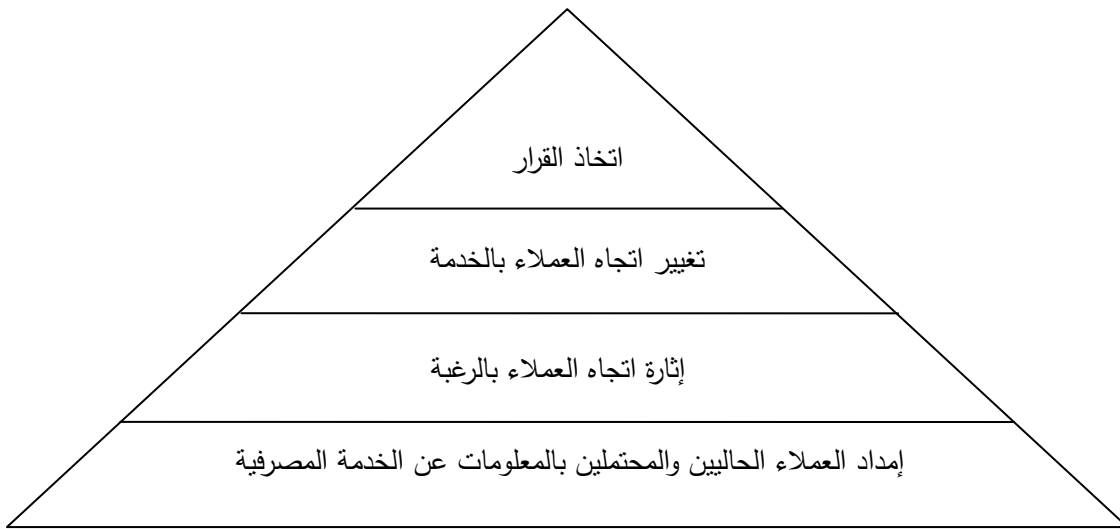 اتخاذ القرار
تغيير اتجاه العملاء بالخدمة
إثارة اتجاه العملاء بالرغبة
إمداد العملاء الحاليين والمحتملين بالمعلومات عن الخدمة المصرفية